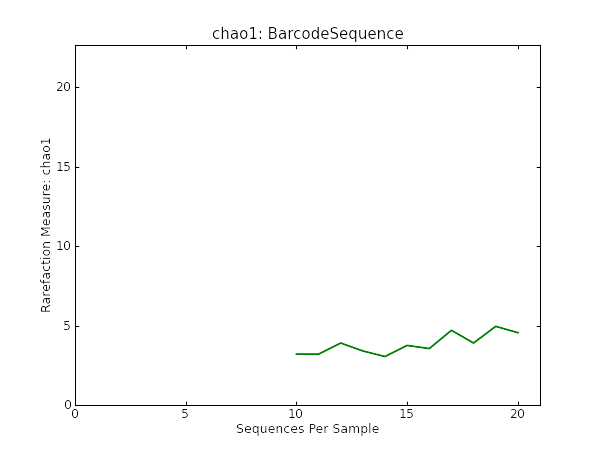 chao1: BarcodeSequence
Rarefaction Measure: chao1
20
15
10
5
0
0 5 10 15 20
Sequences Per Sample